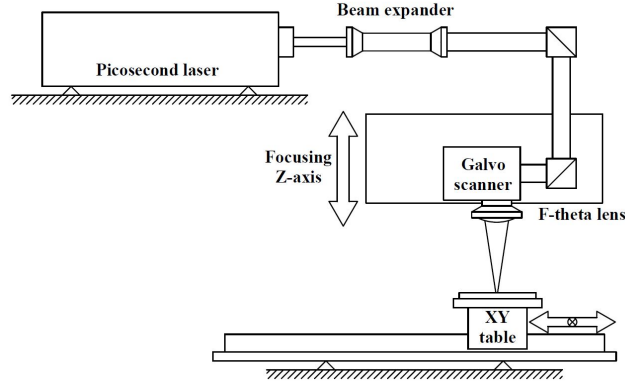 Beam expander
Picosecond laser
Focusing
Z-axis
Galvo
scanner
F-theta lens
XY
table